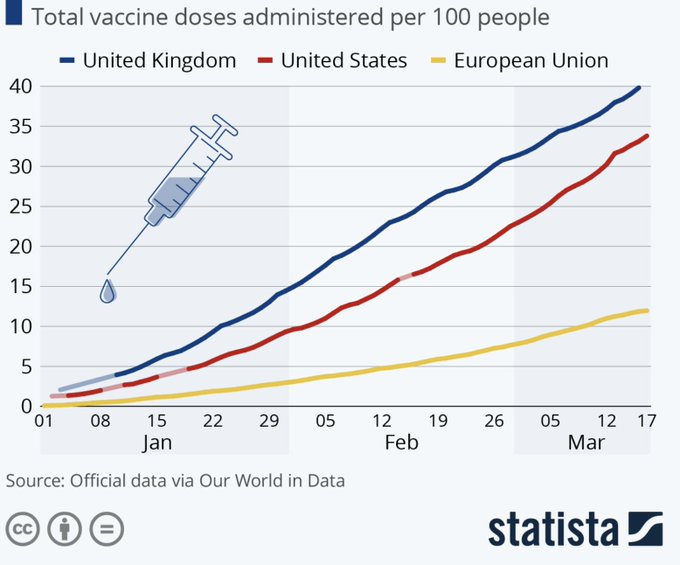 Total vaccine doses administered per 100 people
United Kingdom United States European Union
40
35
30
25
20
15
10
5
0
01 08 15 22 29 05 12 19 26 05 12 17
Jan Feb Mar
Source: Official data via Our World in Data
cc
statista